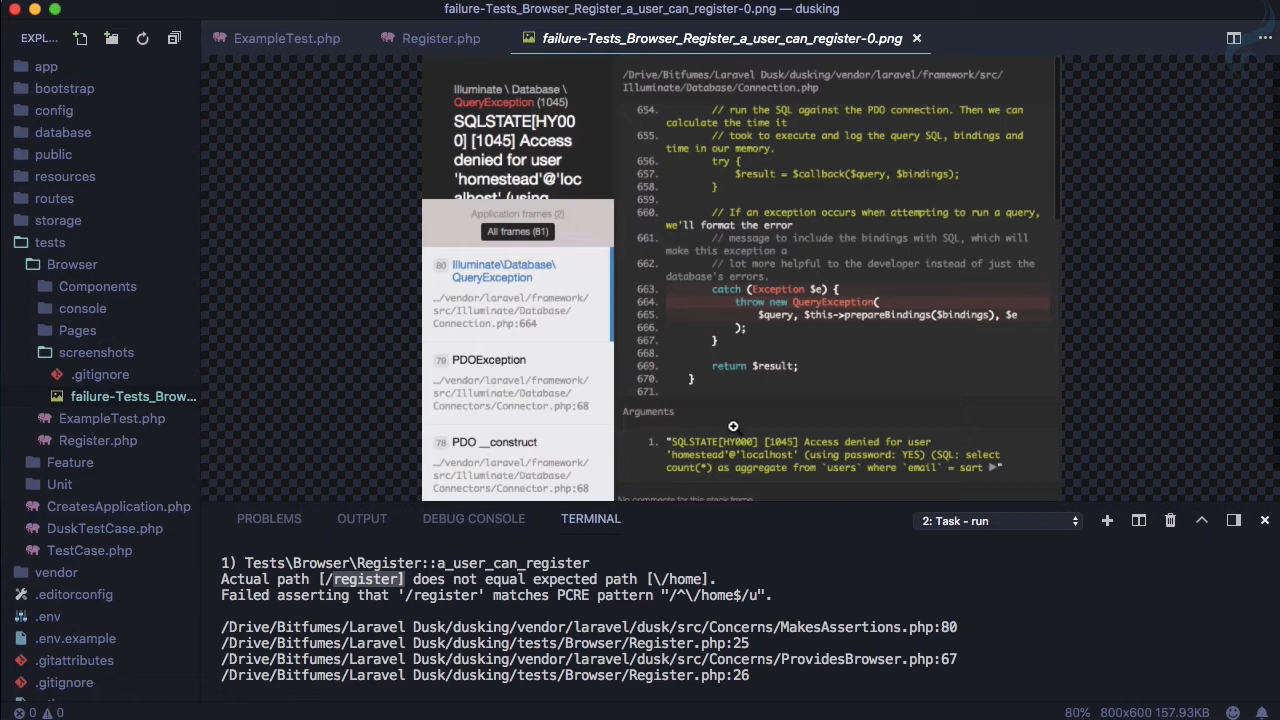 failure-Tests_Browser_Register_a_user_can_register-0.png — dusking
EXPL...
ExampleTest.php
Register.php
failure-Tests_Browser_Register_a_user_can_register-0.png
app
bootstrap
config
database
public
resources
routes
storage
tests
Browser
Components
console
Pages
screenshots
.gitignore
failure-Tests_Brow...
ExampleTest.php
Register.php
Feature
Unit
CreatesApplication.php
DuskTestCase.php
TestCase.php
vendor
.editorconfig
.env
.env.example
.gitattributes
.gitignore
Illuminate \ Database \
QueryException (1045)
SQLSTATE[HY00
0] [1045] Access
denied for user
'homestead'@'loc
alhost' (using
Application frames (2)
All frames (81)
80 Illuminate\Database\
QueryException
.../vendor/laravel/framework/
src/Illuminate/Database/
Connection.php:664
79 PDOException
.../vendor/laravel/framework/
src/Illuminate/Database/
Connectors/Connector.php:68
78 PDO __construct
.../vendor/laravel/framework/
src/Illuminate/Database/
Connectors/Connector.php:68
/Drive/Bitfumes/Laravel Dusk/dusking/vendor/laravel/framework/src/
Illuminate/Database/Connection.php
654. // run the SQL against the PDO connection. Then we can
calculate the time it
655. // took to execute and log the query SQL, bindings and
time in our memory.
656. try {
657. $result = $callback($query, $bindings);
658. }
659.
660. // If an exception occurs when attempting to run a query,
we'll format the error
661. // message to include the bindings with SQL, which will
make this exception a
662. // lot more helpful to the developer instead of just the
database's errors.
663. catch (Exception $e) {
664. throw new QueryException(
665. $query, $this->prepareBindings($bindings), $e
666. );
667. }
668.
669. return $result;
670. }
671.
Arguments
1. "SQLSTATE[HY000] [1045] Access denied for user
'homestead'@'localhost' (using password: YES) (SQL: select
count(*) as aggregate from `users` where `email` = sart ▶"
No comments for this stack frame.
PROBLEMS
OUTPUT
DEBUG CONSOLE
TERMINAL
2: Task - run
1) Tests\Browser\Register::a_user_can_register
Actual path [/register] does not equal expected path [\/home].
Failed asserting that '/register' matches PCRE pattern "/^\/home$/u".
/Drive/Bitfumes/Laravel Dusk/dusking/vendor/laravel/dusk/src/Concerns/MakesAssertions.php:80
/Drive/Bitfumes/Laravel Dusk/dusking/tests/Browser/Register.php:25
/Drive/Bitfumes/Laravel Dusk/dusking/vendor/laravel/dusk/src/Concerns/ProvidesBrowser.php:67
/Drive/Bitfumes/Laravel Dusk/dusking/tests/Browser/Register.php:26
0 0
80% 800x600 157.93KB